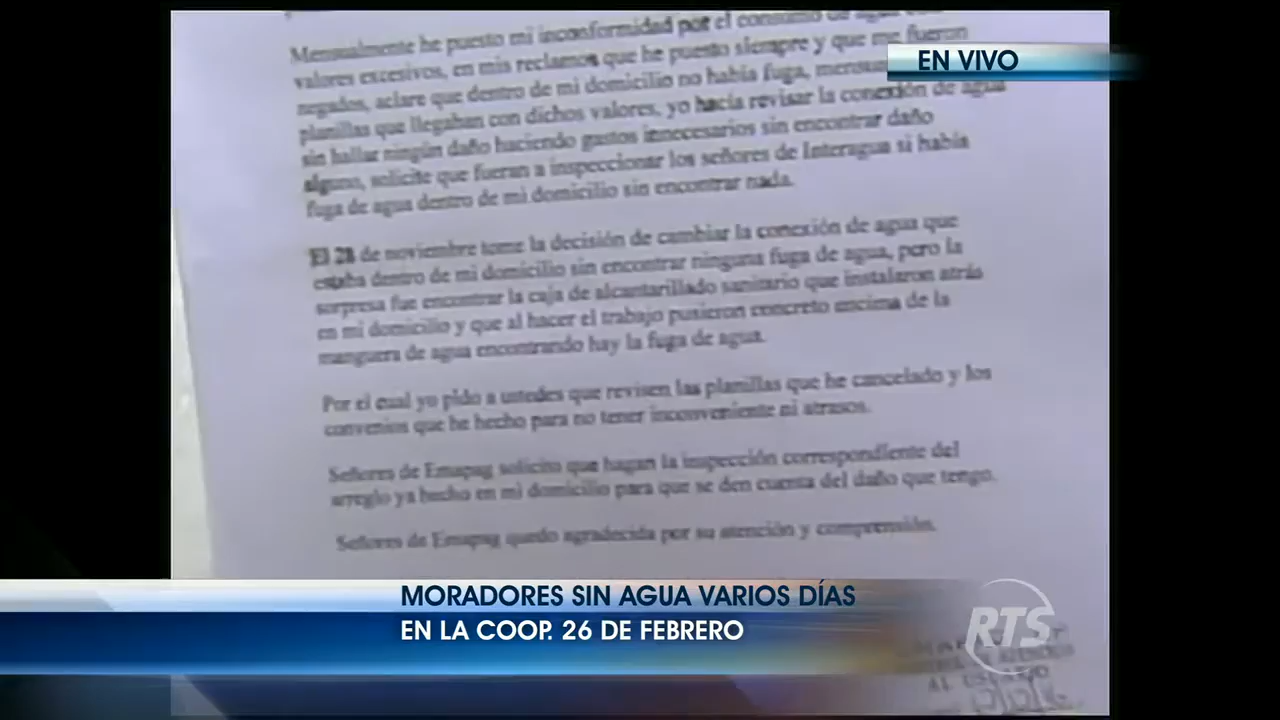 Mensualmente he puesto mi inconformidad por el consumo de agua con
valores excesivos, en mis reclamos que he puesto siempre y que me fueron
negados, aclare que dentro de mi domicilio no había fuga,
planillas que llegaban con dichos valores, yo hacía revisar la conexión de agua
sin hallar ningún daño haciendo gastos innecesarios sin encontrar daño
alguno, solicite que fueran a inspeccionar los señores de Interagua si había
fuga de agua dentro de mi domicilio sin encontrar nada.
El 28 de noviembre tome la decisión de cambiar la conexión de agua que
estaba dentro de mi domicilio sin encontrar ninguna fuga de agua, pero la
sorpresa fue encontrar la caja de alcantarillado sanitario que instalaron atrás
en mi domicilio y que al hacer el trabajo pusieron concreto encima de la
manguera de agua encontrando hay la fuga de agua.
Por el cual yo pido a ustedes que revisen las planillas que he cancelado y los
convenios que he hecho para no tener inconveniente ni atrasos.
Señores de Emapag solicito que hagan la inspección correspondiente del
arreglo ya hecho en mi domicilio para que se den cuenta del daño que tengo.
Señores de Emapag quedo agradecida por su atención y comprensión.
EN VIVO
MORADORES SIN AGUA VARIOS DÍAS
EN LA COOP. 26 DE FEBRERO
RTS
AL USUARIO